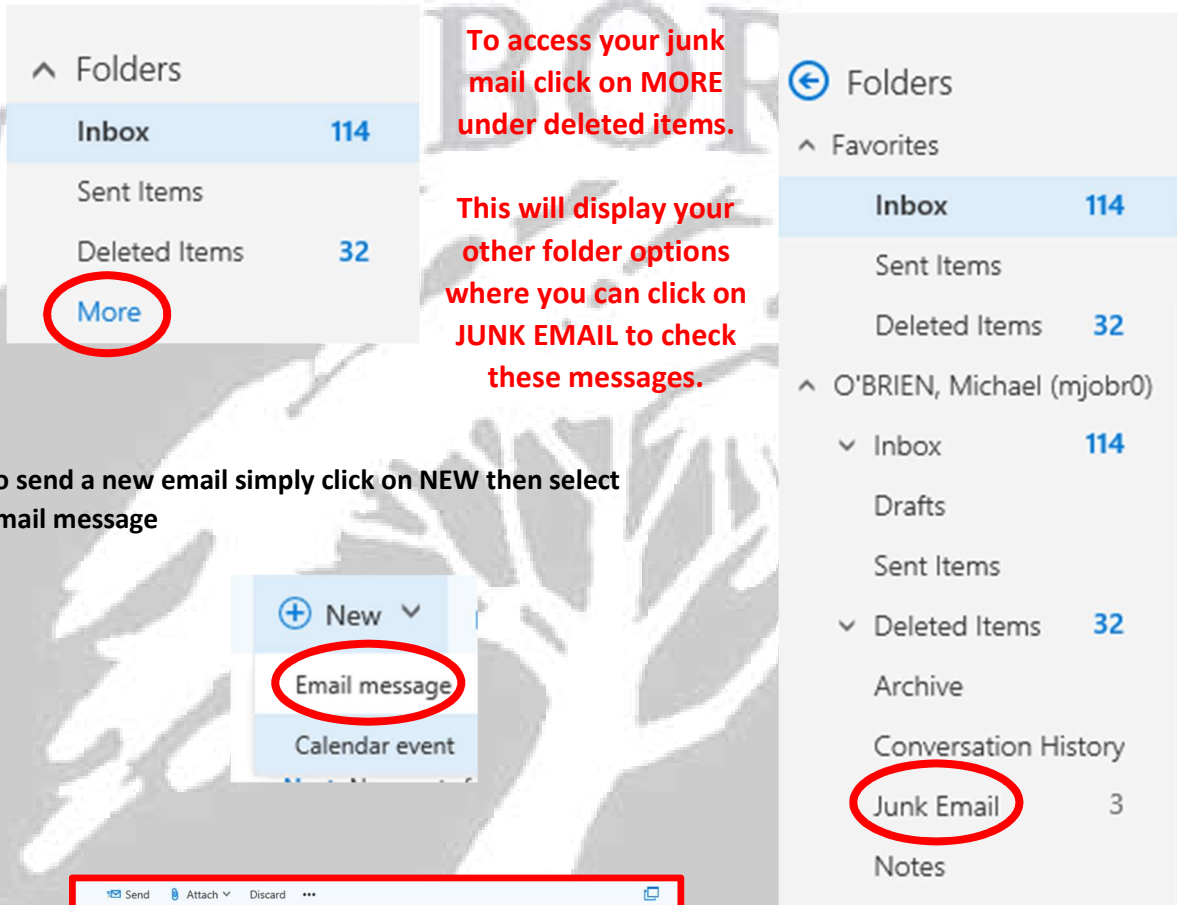 BOR
Folders
Inbox 114
Sent Items
Deleted Items 32
More
To access your junk
mail click on MORE
under deleted items.
This will display your
other folder options
where you can click on
JUNK EMAIL to check
these messages.
o send a new email simply click on NEW then select
mail message
New
Email message
Calendar event
Send Attach Discard •••
Folders
Favorites
Inbox 114
Sent Items
Deleted Items 32
O'BRIEN, Michael (mjobr0)
Inbox 114
Drafts
Sent Items
Deleted Items 32
Archive
Conversation History
Junk Email 3
Notes